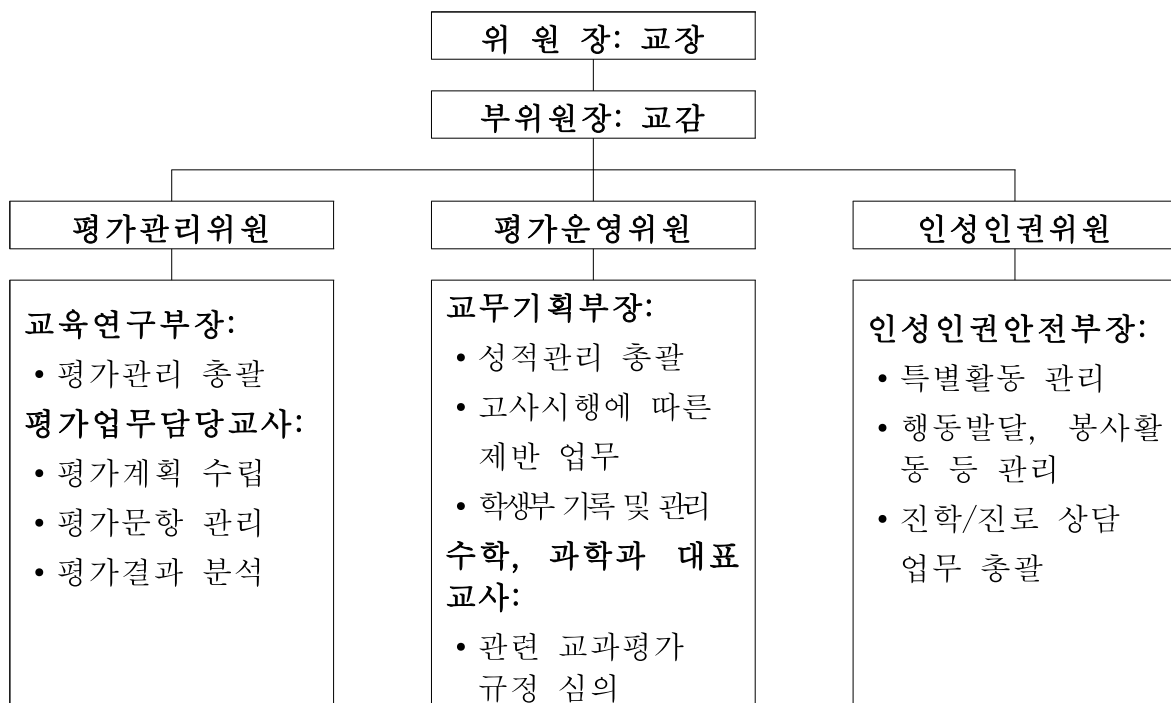 위 원 장: 교장
부위원장: 교감
평가관리위원
교육연구부장:
• 평가관리 총괄
평가업무담당교사:
• 평가계획 수립
• 평가문항 관리
• 평가결과 분석
평가운영위원
교무기획부장:
• 성적관리 총괄
• 고사시행에 따른
제반 업무
• 학생부 기록 및 관리
수학, 과학과 대표
교사:
• 관련 교과평가
규정 심의
인성인권위원
인성인권안전부장:
• 특별활동 관리
• 행동발달, 봉사활
동 등 관리
• 진학/진로 상담
업무 총괄